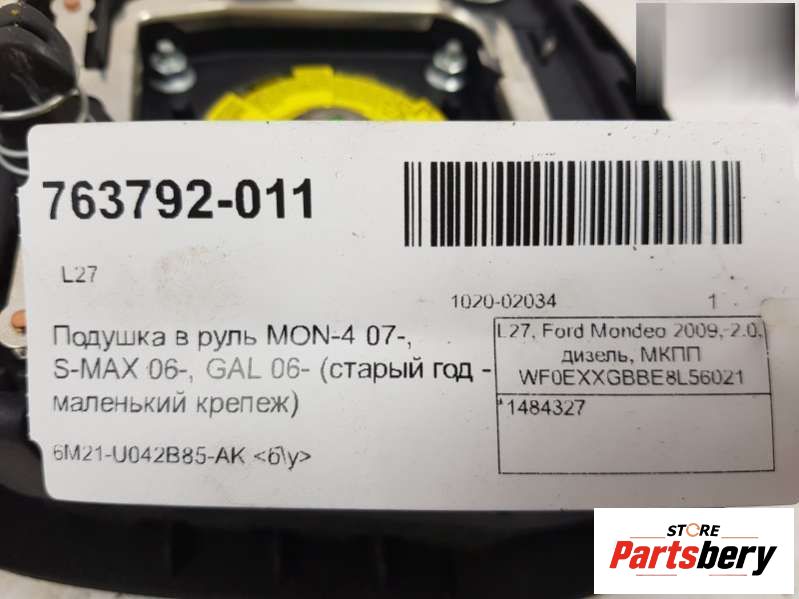 763792-011
L27
1020-02034 1
Подушка в руль MON-4 07-,
S-MAX 06-, GAL 06- (старый год -
маленький крепеж)
6M21-U042B85-AK <б\у>
L27, Ford Mondeo 2009, 2.0,
дизель, МКПП
WF0EXXGBBE8L56021
*1484327
STORE
Partsbery